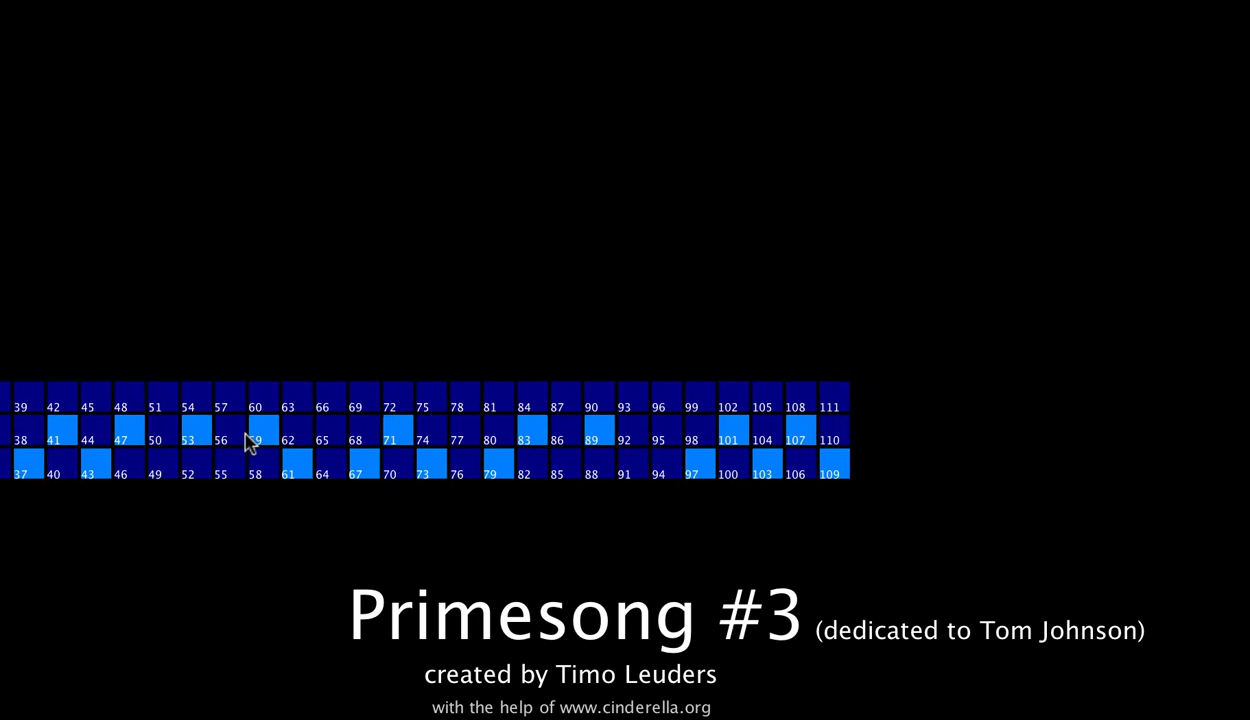 39 42 45 48 51 54 57 60 63 66 69 72 75 78 81 84 87 90 93 96 99 102 105 108 111
38 41 44 47 50 53 56 59 62 65 68 71 74 77 80 83 86 89 92 95 98 101 104 107 110
37 40 43 46 49 52 55 58 61 64 67 70 73 76 79 82 85 88 91 94 97 100 103 106 109
Primesong #3 (dedicated to Tom Johnson)
created by Timo Leuders
with the help of www.cinderella.org